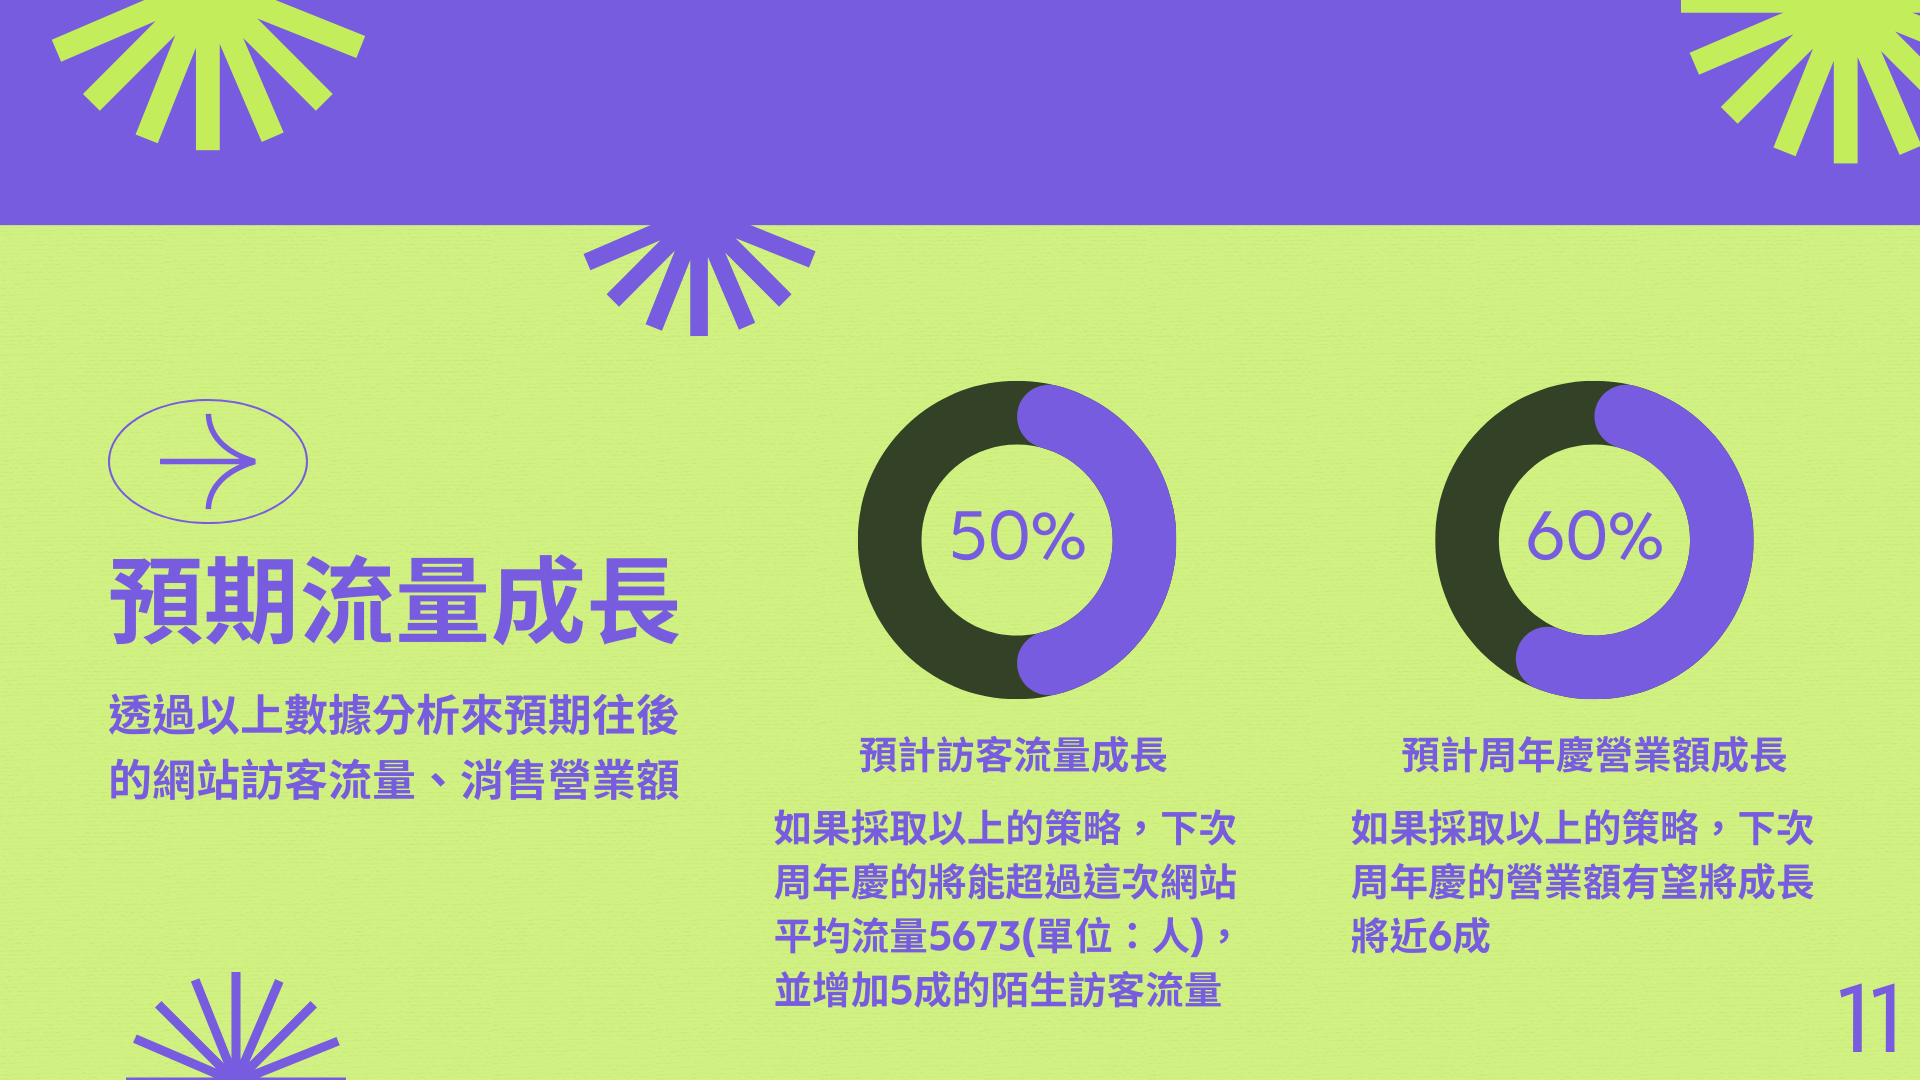 預期流量成長
透過以上數據分析來預期往後
的網站訪客流量、消售營業額
50%
預計訪客流量成長
如果採取以上的策略，下次
周年慶的將能超過這次網站
平均流量5673(單位：人)，
並增加5成的陌生訪客流量
60%
預計周年慶營業額成長
如果採取以上的策略，下次
周年慶的營業額有望將成長
將近6成
11